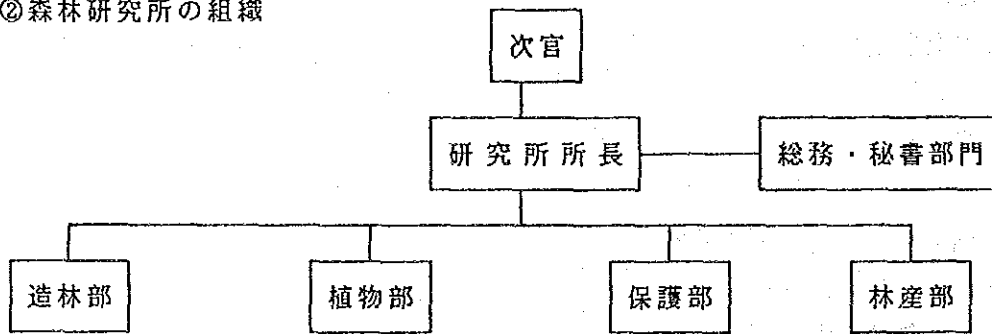 ②森林研究所の組織
次官
研究所所長
総務・秘書部門
造林部
植物部
保護部
林産部